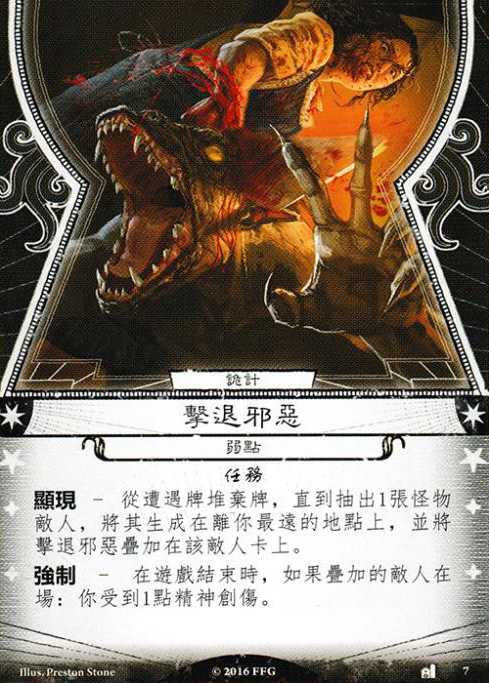 詭計
擊退邪惡
弱點
任務
顯現 – 從遭遇牌堆棄牌，直到抽出1張怪物
敵人，將其生成在離你最遠的地點上，並將
擊退邪惡疊加在該敵人卡上。
強制 – 在遊戲結束時，如果疊加的敵人在
場：你受到1點精神創傷。
Illus. Preston Stone
© 2016 FFG
7